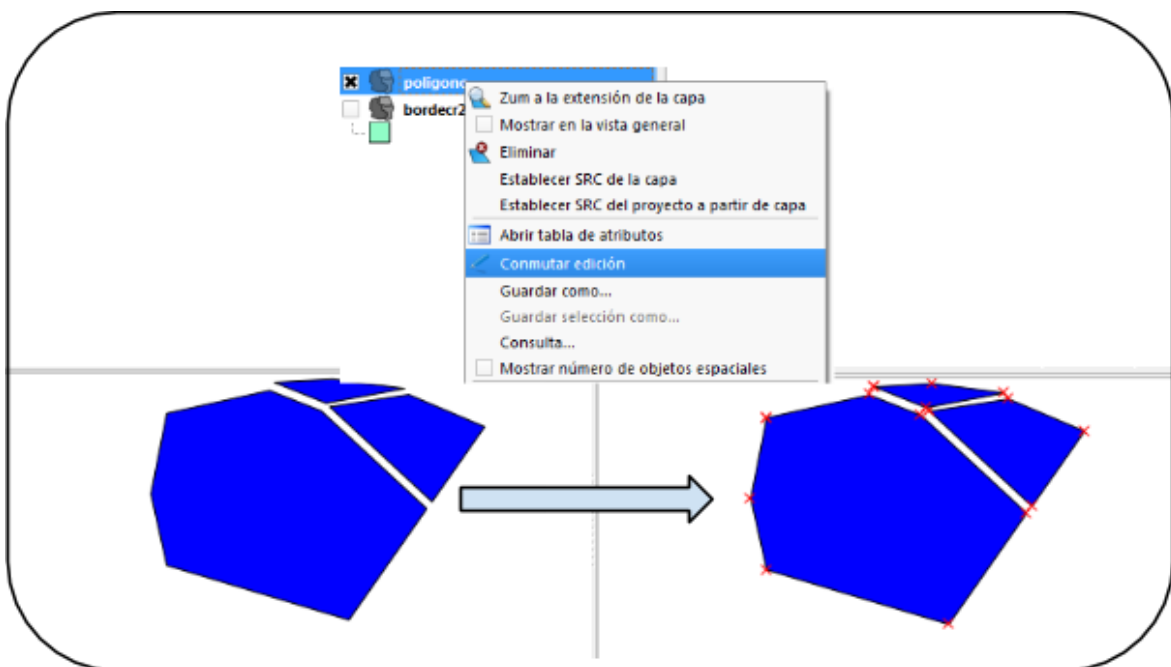 poligono
bordecr2
Zum a la extensión de la capa
Mostrar en la vista general
Eliminar
Establecer SRC de la capa
Establecer SRC del proyecto a partir de capa
Abrir tabla de atributos
Conmutar edición
Guardar como...
Guardar selección como...
Consulta...
Mostrar número de objetos espaciales